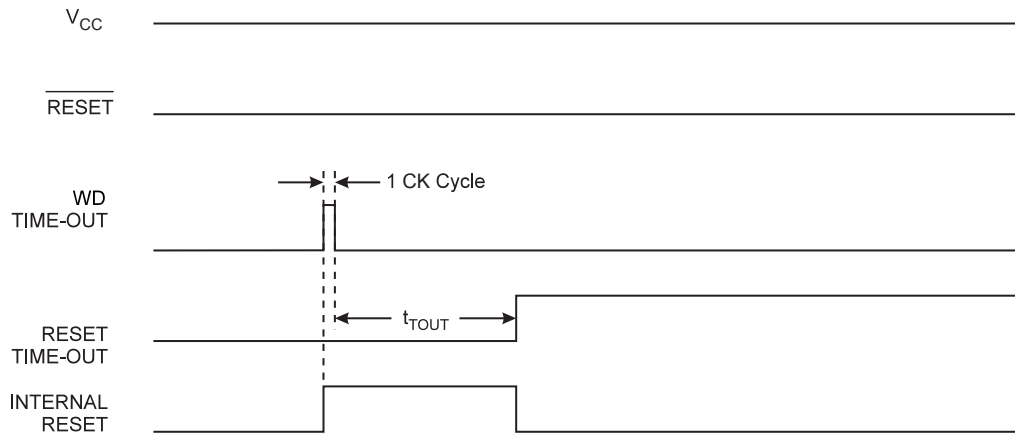 VCC
RESET
1 CK Cycle
WD
TIME-OUT
tTOUT
RESET
TIME-OUT
INTERNAL
RESET